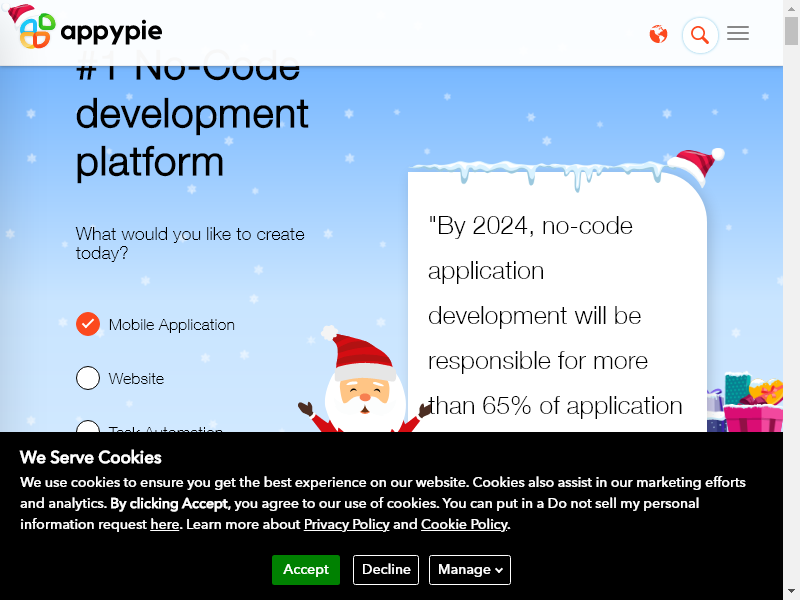 appypie
#1 No-Code
development
platform
What would you like to create
today?
Mobile Application
Website
Task Automation
"By 2024, no-code
application
development will be
responsible for more
than 65% of application
We Serve Cookies
We use cookies to ensure you get the best experience on our website. Cookies also assist in our marketing efforts
and analytics. By clicking Accept, you agree to our use of cookies. You can put in a Do not sell my personal
information request here. Learn more about Privacy Policy and Cookie Policy.
Accept
Decline
Manage